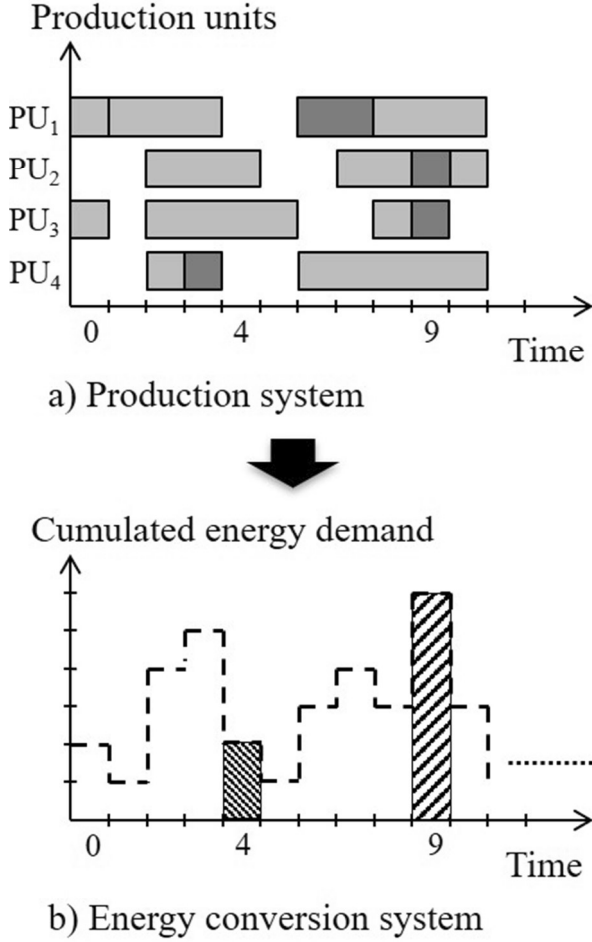 Production units
PU1
PU2
PU3
PU4
0 4 9
Time
a) Production system
Cumulated energy demand
0 4 9
Time
b) Energy conversion system